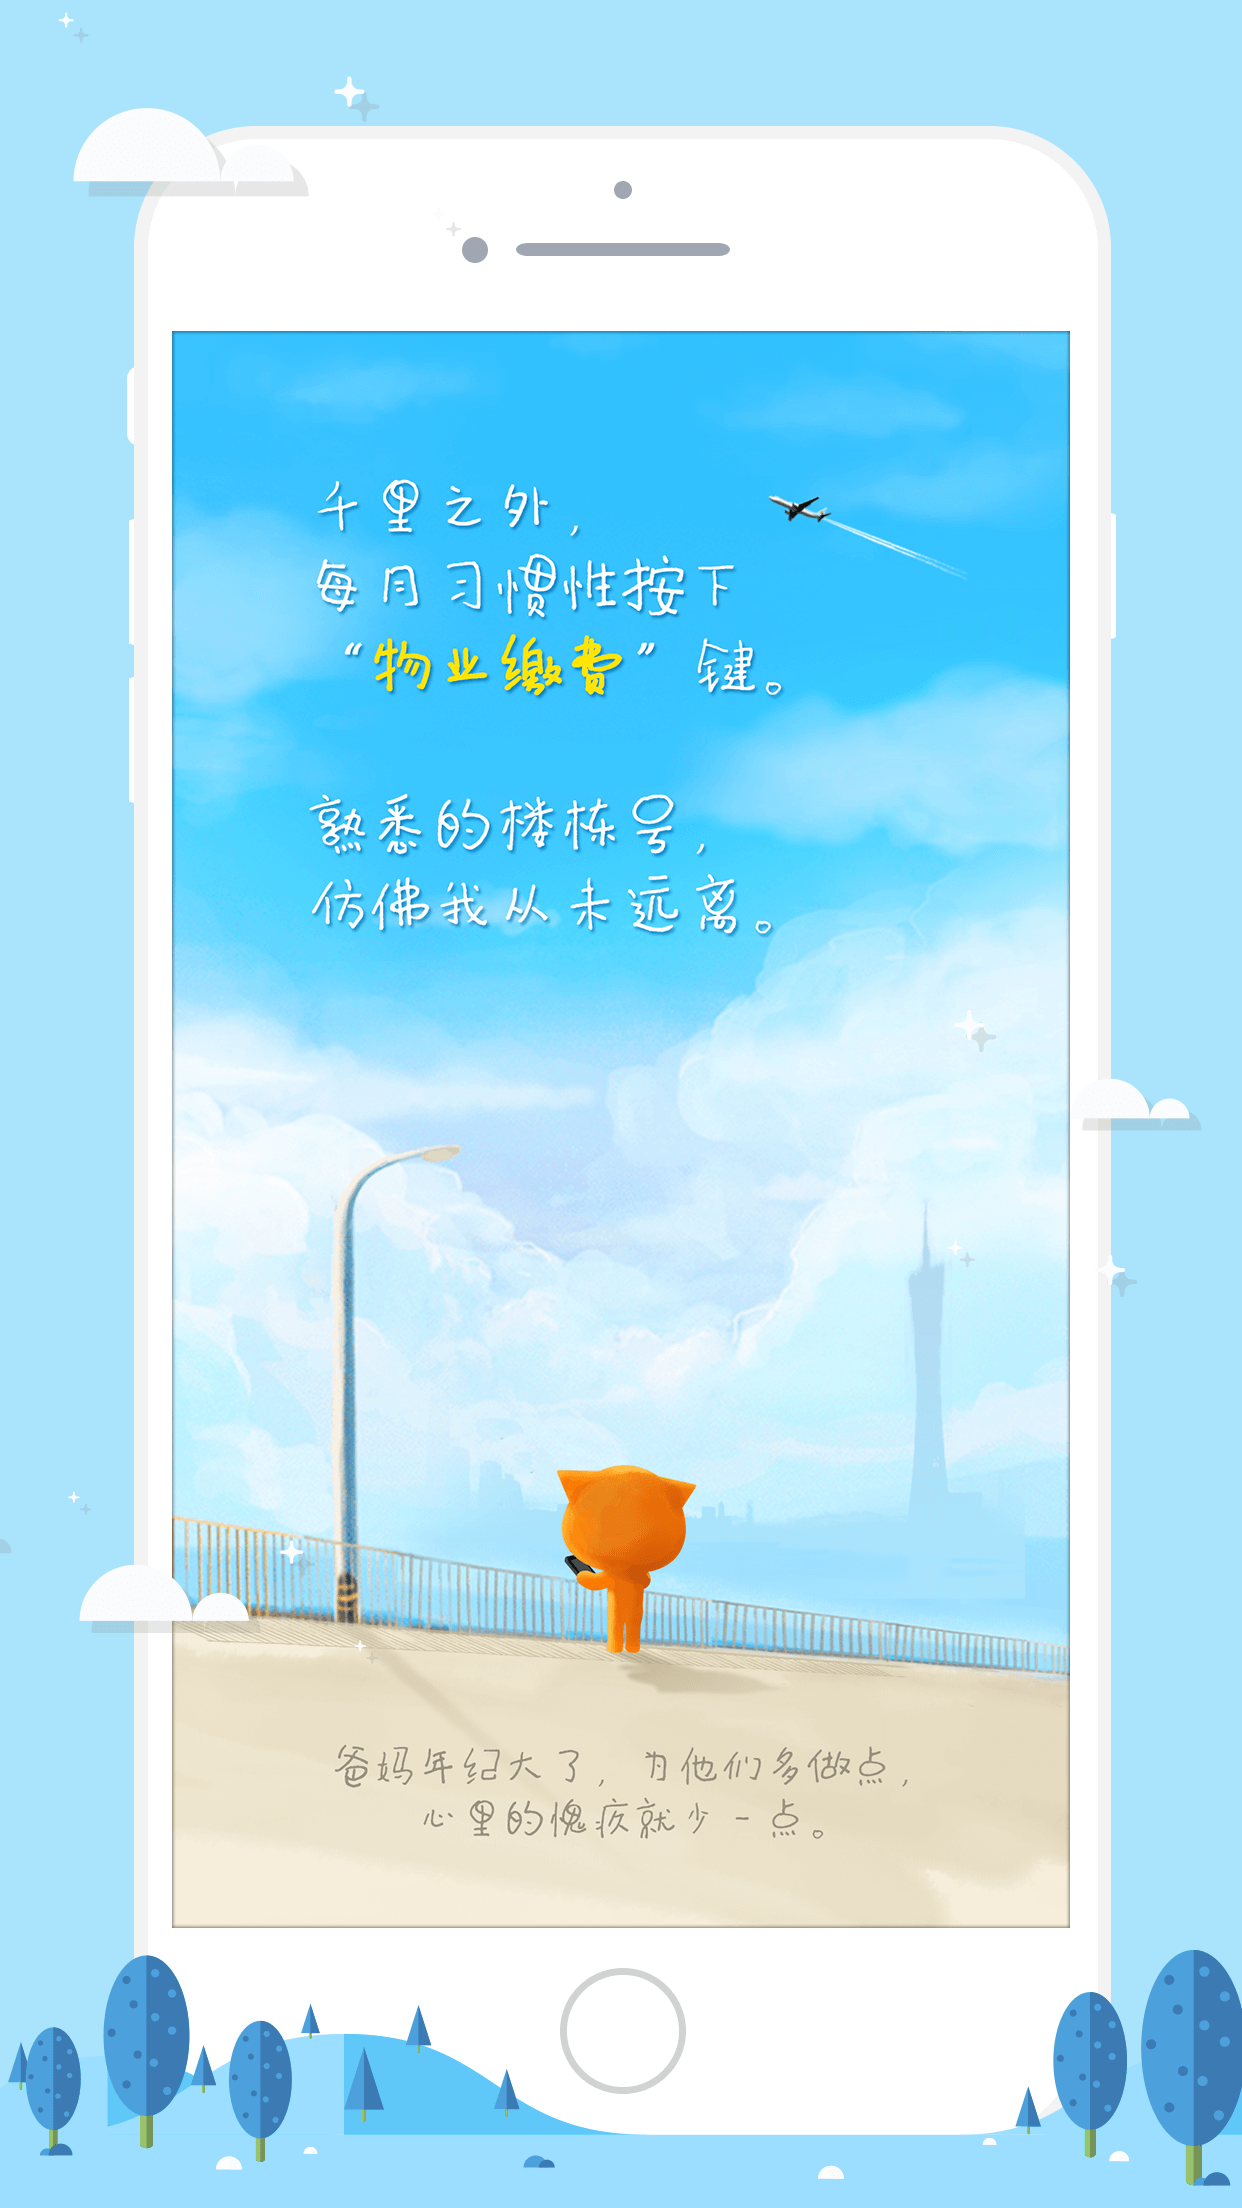 千里之外，
每月习惯性按下
“物业缴费”键。
熟悉的楼栋号，
仿佛我从未远离。
爸妈年纪大了，为他们多做点，
心里的愧疚就少一点。